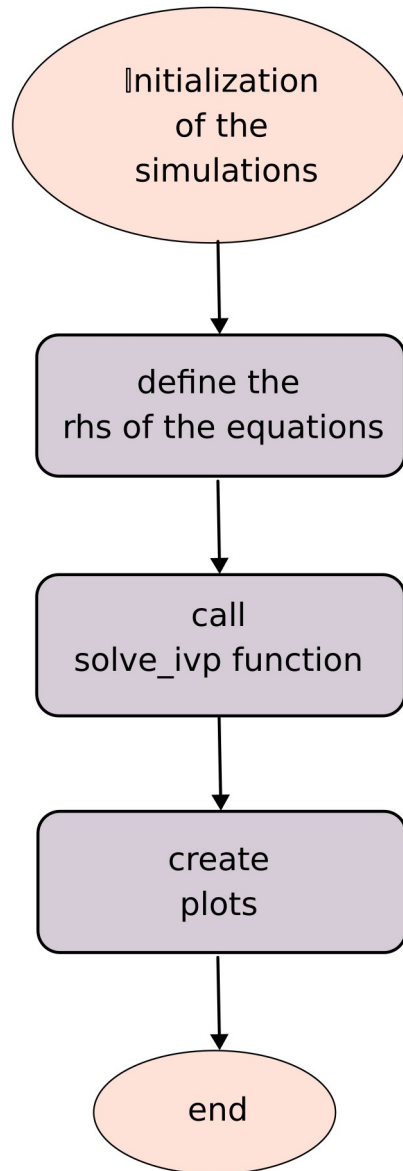 Initialization
of the
simulations
define the
rhs of the equations
call
solve_ivp function
create
plots
end